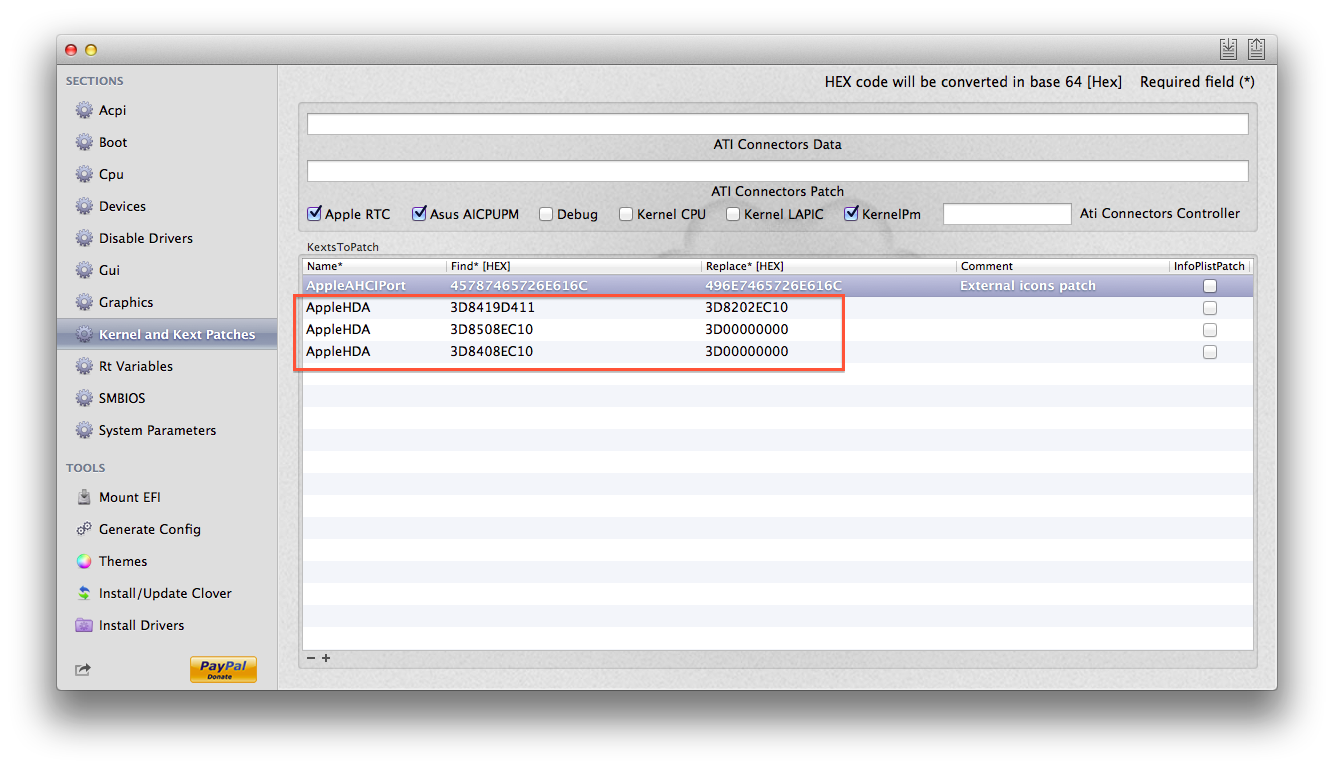 HEX code will be converted in base 64 [Hex] Required field (*)
SECTIONS
Acpi
Boot
Cpu
Devices
Disable Drivers
Gui
Graphics
Kernel and Kext Patches
Rt Variables
SMBIOS
System Parameters
TOOLS
Mount EFI
Generate Config
Themes
Install/Update Clover
Install Drivers
PayPal
Donate
ATI Connectors Data
ATI Connectors Patch
Apple RTC Asus AICPUPM Debug Kernel CPU Kernel LAPIC KernelPm Ati Connectors Controller
KextsToPatch
Name* Find* [HEX] Replace* [HEX] Comment InfoPlistPatch
AppleAHCIPort 45787465726E616C 496E7465726E616C External icons patch
AppleHDA 3D8419D411 3D8202EC10
AppleHDA 3D8508EC10 3D00000000
AppleHDA 3D8408EC10 3D00000000
− +